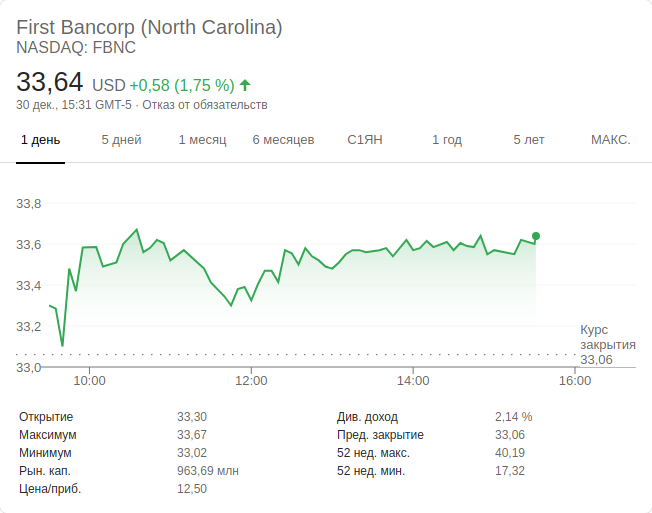 First Bancorp (North Carolina)
NASDAQ: FBNC
33,64 USD +0,58 (1,75 %)
30 дек., 15:31 GMT-5 · Отказ от обязательств
1 день 5 дней 1 месяц 6 месяцев С1ЯН 1 год 5 лет МАКС.
33,8
33,6
33,4
33,2
33,0
Курс
закрытия
33,06
10:00 12:00 14:00 16:00
Открытие 33,30 Див. доход 2,14 %
Максимум 33,67 Пред. закрытие 33,06
Минимум 33,02 52 нед. макс. 40,19
Рын. кап. 963,69 млн 52 нед. мин. 17,32
Цена/приб. 12,50